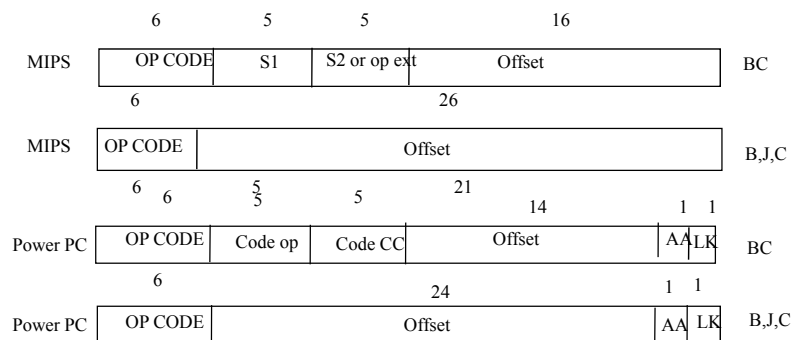 6 5 5 16
MIPS OP CODE S1 S2 or op ext Offset BC
6 26
MIPS OP CODE Offset B,J,C
6 5 21
6 5 5 14 1 1
Power PC OP CODE Code op Code CC Offset AA LK BC
6 24 1 1
Power PC OP CODE Offset AA LK B,J,C